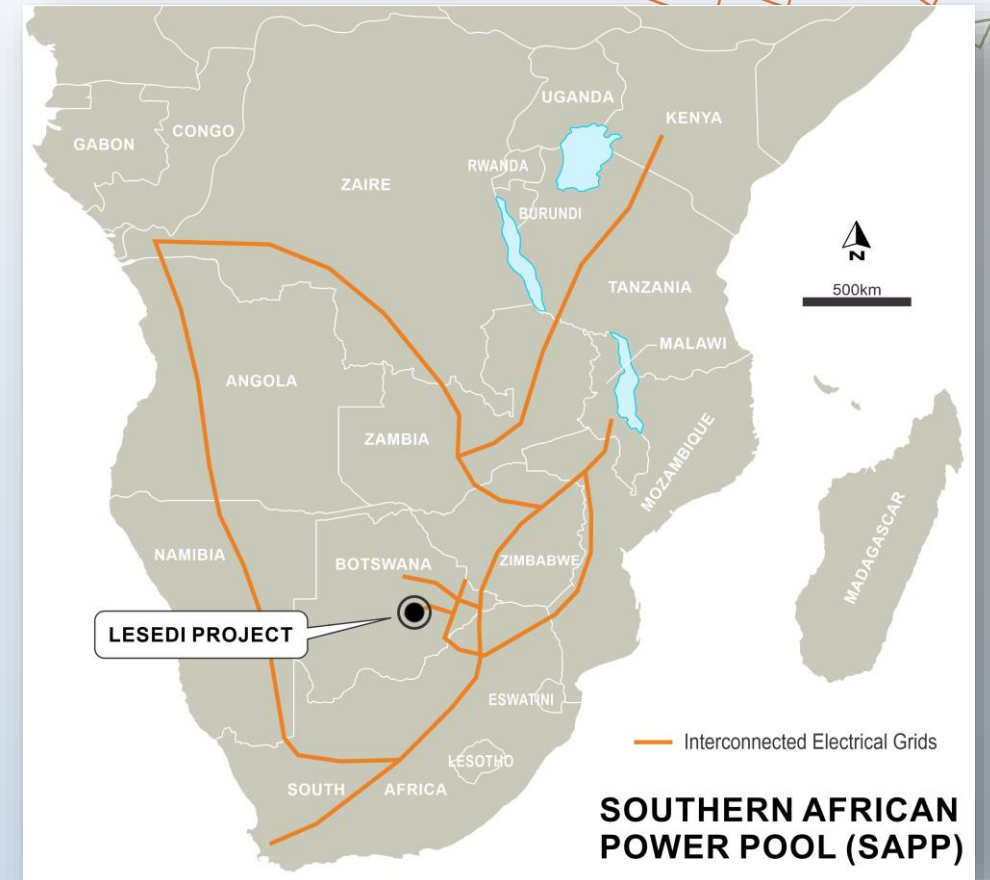 UGANDA
KENYA
CONGO
GABON
RWANDA
ZAIRE
BURUNDI
N
TANZANIA
500km
MALAWI
ANGOLA
ZAMBIA
MOZAMBIQUE
MADAGASCAR
NAMIBIA
BOTSWANA
ZIMBABWE
LESEDI PROJECT
ESWATINI
Interconnected Electrical Grids
LESOTHO
SOUTH AFRICA
SOUTHERN AFRICAN
POWER POOL (SAPP)